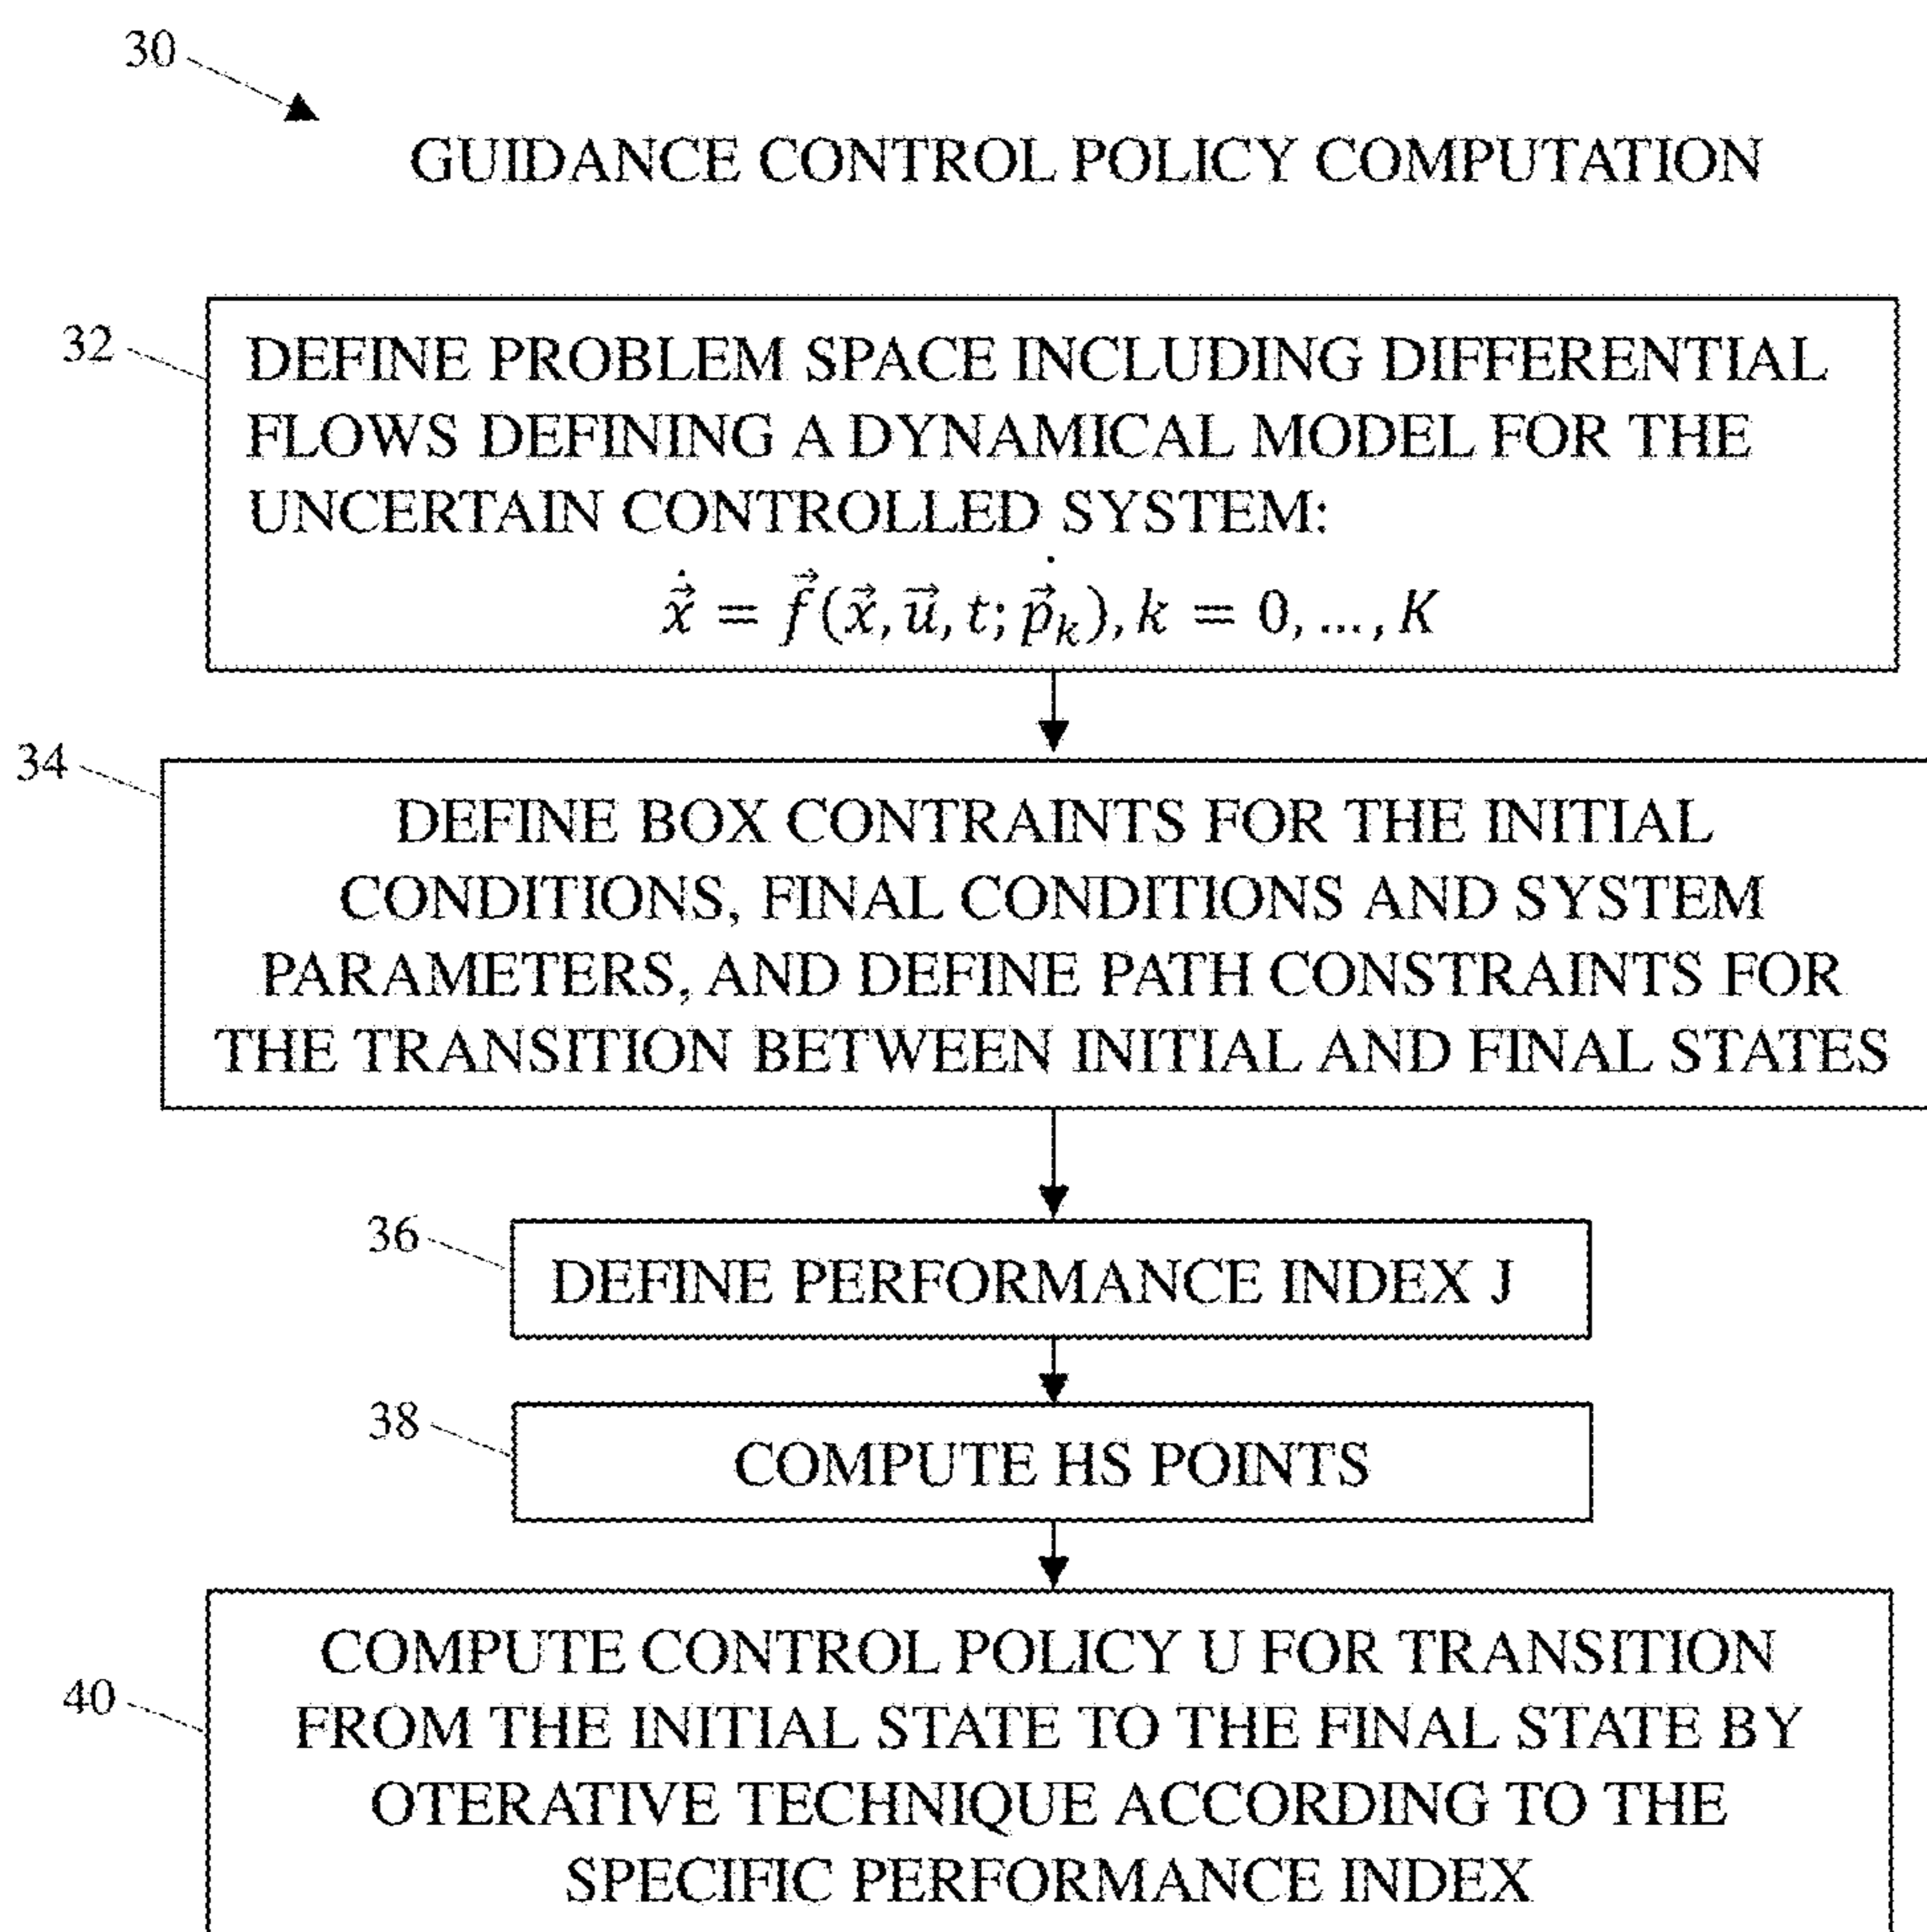 30
GUIDANCE CONTROL POLICY COMPUTATION
32
DEFINE PROBLEM SPACE INCLUDING DIFFERENTIAL
FLOWS DEFINING A DYNAMICAL MODEL FOR THE
UNCERTAIN CONTROLLED SYSTEM:
$\dot{\vec{x}} = \vec{f}(\vec{x}, \vec{u}, t; \vec{p}_k), k = 0, \ldots, K$
34
DEFINE BOX CONTRAINTS FOR THE INITIAL
CONDITIONS, FINAL CONDITIONS AND SYSTEM
PARAMETERS, AND DEFINE PATH CONSTRAINTS FOR
THE TRANSITION BETWEEN INITIAL AND FINAL STATES
36
DEFINE PERFORMANCE INDEX J
38
COMPUTE HS POINTS
40
COMPUTE CONTROL POLICY U FOR TRANSITION
FROM THE INITIAL STATE TO THE FINAL STATE BY
OTERATIVE TECHNIQUE ACCORDING TO THE
SPECIFIC PERFORMANCE INDEX